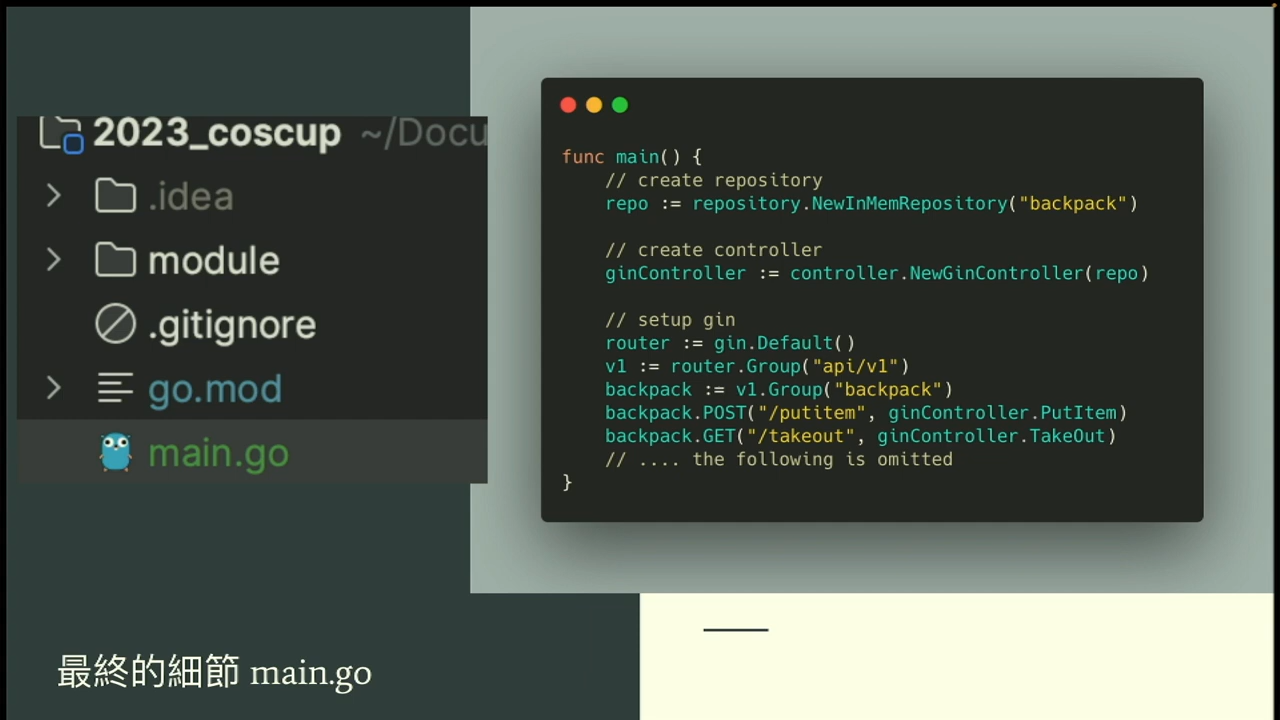 2023_coscup ~/Docu
.idea
module
.gitignore
go.mod
main.go
func main() {
// create repository
repo := repository.NewInMemRepository("backpack")
// create controller
ginController := controller.NewGinController(repo)
// setup gin
router := gin.Default()
v1 := router.Group("api/v1")
backpack := v1.Group("backpack")
backpack.POST("/putitem", ginController.PutItem)
backpack.GET("/takeout", ginController.TakeOut)
// .... the following is omitted
}
最終的細節 main.go